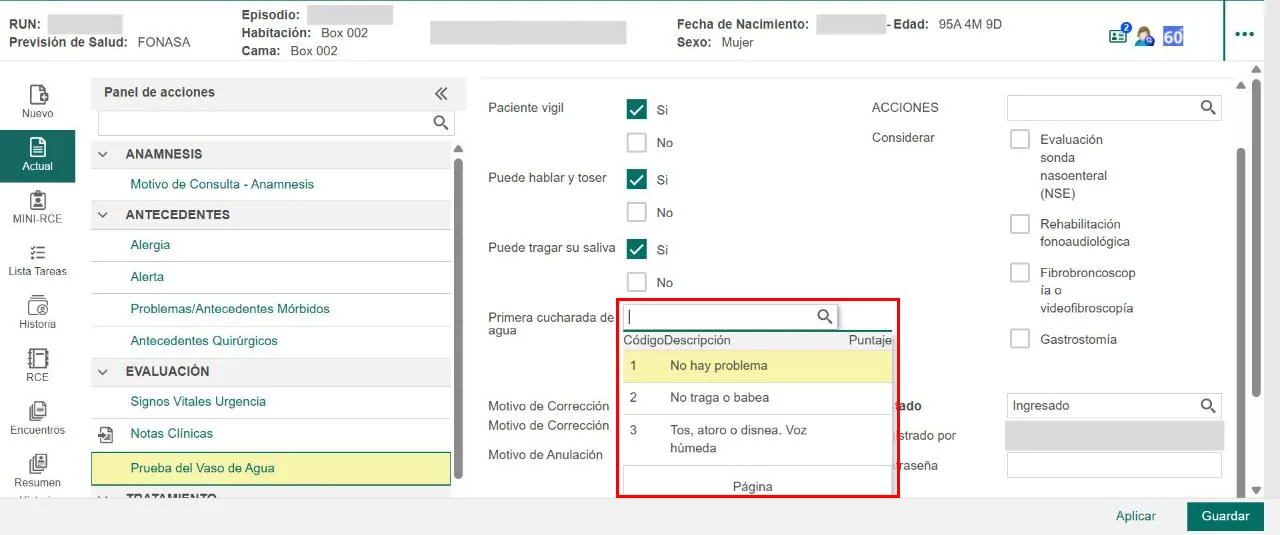 RUN:
Previsión de Salud: FONASA
Episodio:
Habitación: Box 002
Cama: Box 002
Fecha de Nacimiento: - Edad: 95A 4M 9D
Sexo: Mujer
2
60
Nuevo
Actual
MINI-RCE
Lista Tareas
Historia
RCE
Encuentros
Resumen
Panel de acciones
ANAMNESIS
Motivo de Consulta - Anamnesis
ANTECEDENTES
Alergia
Alerta
Problemas/Antecedentes Mórbidos
Antecedentes Quirúrgicos
EVALUACIÓN
Signos Vitales Urgencia
Notas Clínicas
Prueba del Vaso de Agua
TRATAMIENTO
Paciente vigil
Si
No
Puede hablar y toser
Si
No
Puede tragar su saliva
Si
No
Primera cucharada de
agua
Código Descripción Puntaje
1 No hay problema
2 No traga o babea
3 Tos, atoro o disnea. Voz
húmeda
Página
Motivo de Corrección
Motivo de Corrección
Motivo de Anulación
ACCIONES
Considerar
Evaluación
sonda
nasoenteral
(NSE)
Rehabilitación
fonoaudiológica
Fibrobroncoscop
ía o
videofibroscopía
Gastrostomía
tado
Ingresado
strado por
traseña
Aplicar
Guardar